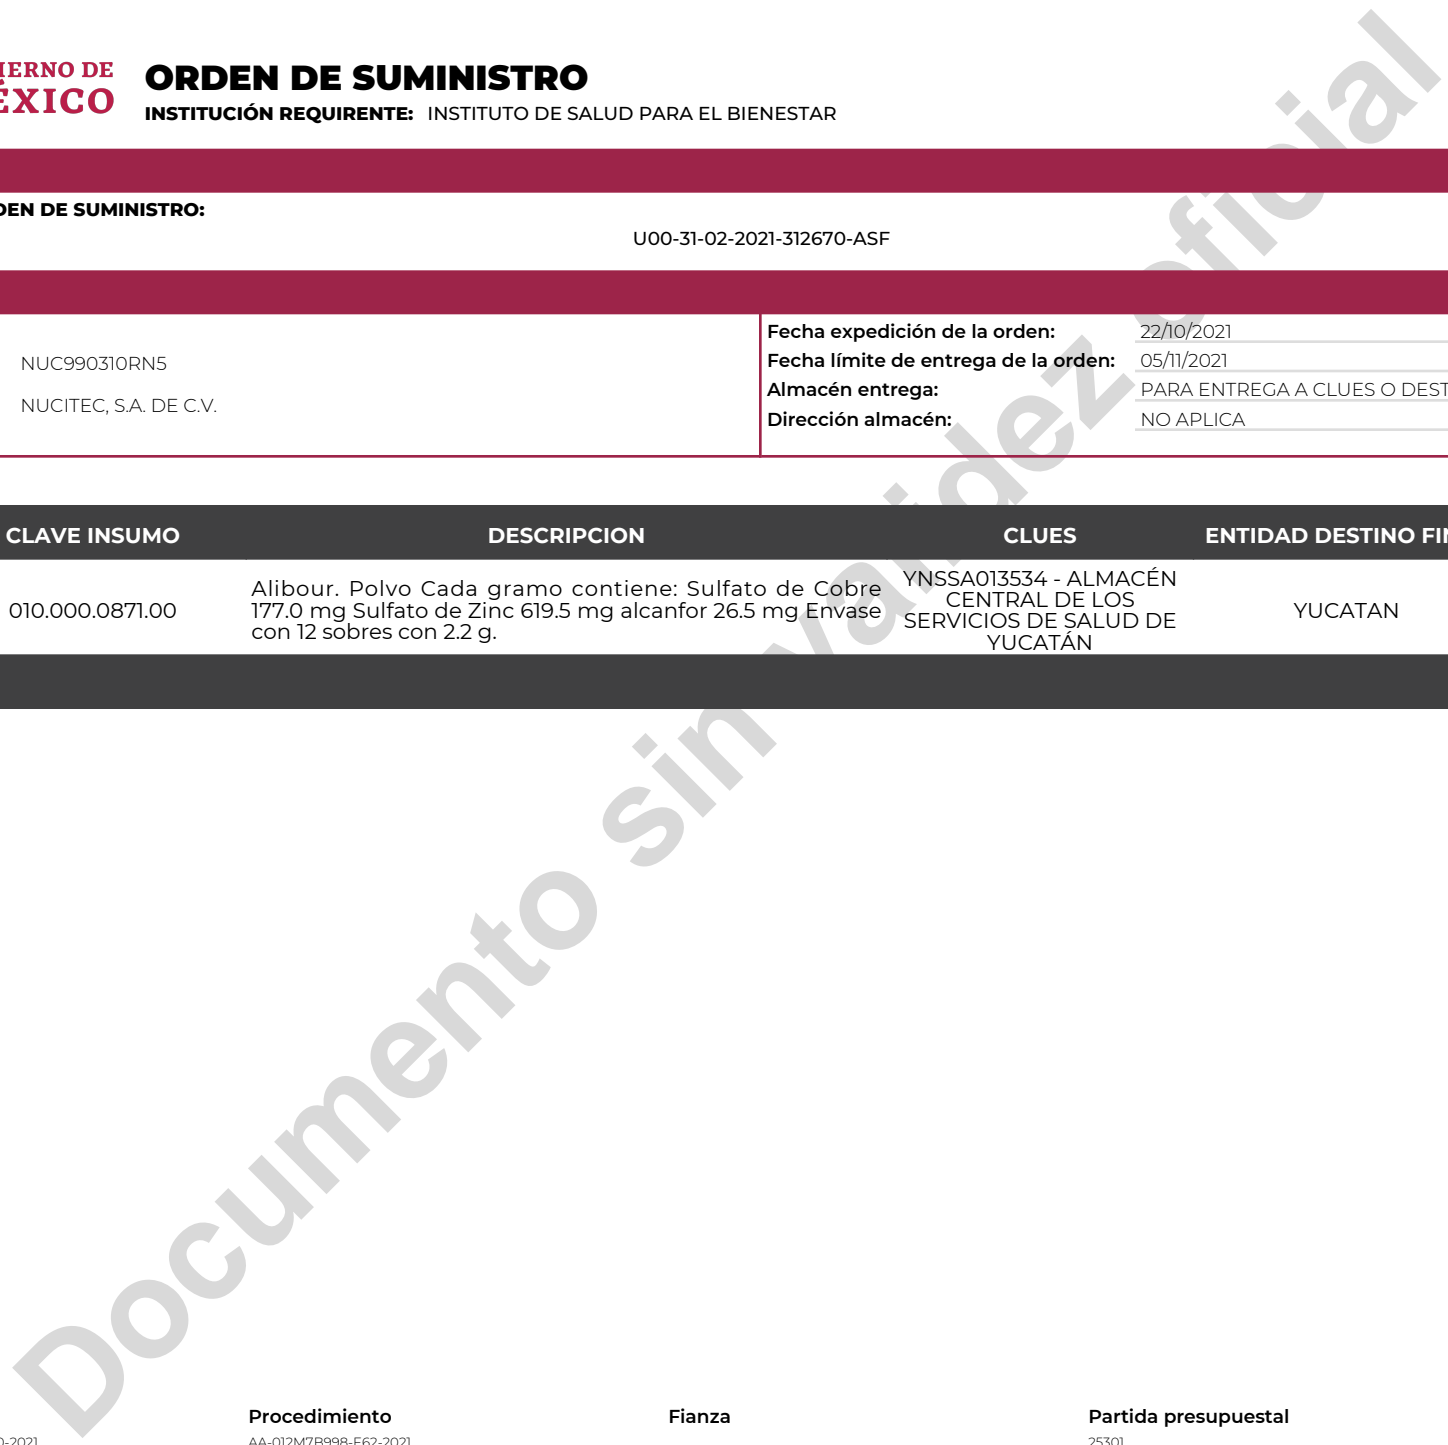 ORDEN DE SUMINISTRO
INSTITUCIÓN REQUIRENTE: INSTITUTO DE SALUD PARA EL BIENESTAR
DE
MÉXICO
DE SUMINISTRO:
U00-31-02-2021-312670-ASF
NUC990310RN5
NUCITEC, S.A. DE C.V.
Fecha expedición de la orden: 22/10/2021
Fecha límite de entrega de la orden: 05/11/2021
Almacén entrega: PARA ENTREGA A CLUES O
Dirección almacén: NO APLICA
CLAVE INSUMO DESCRIPCION CLUES ENTIDAD DESTINO
010.000.0871.00
Alibour. Polvo Cada gramo contiene: Sulfato de Cobre
177.0 mg Sulfato de Zinc 619.5 mg alcanfor 26.5 mg Envase
con 12 sobres con 2.2 g.
YNSSA013534 - ALMACÉN
CENTRAL DE LOS
SERVICIOS DE SALUD DE
YUCATÁN
YUCATAN
Documento sin validez oficial
Procedimiento Fianza Partida presupuestal